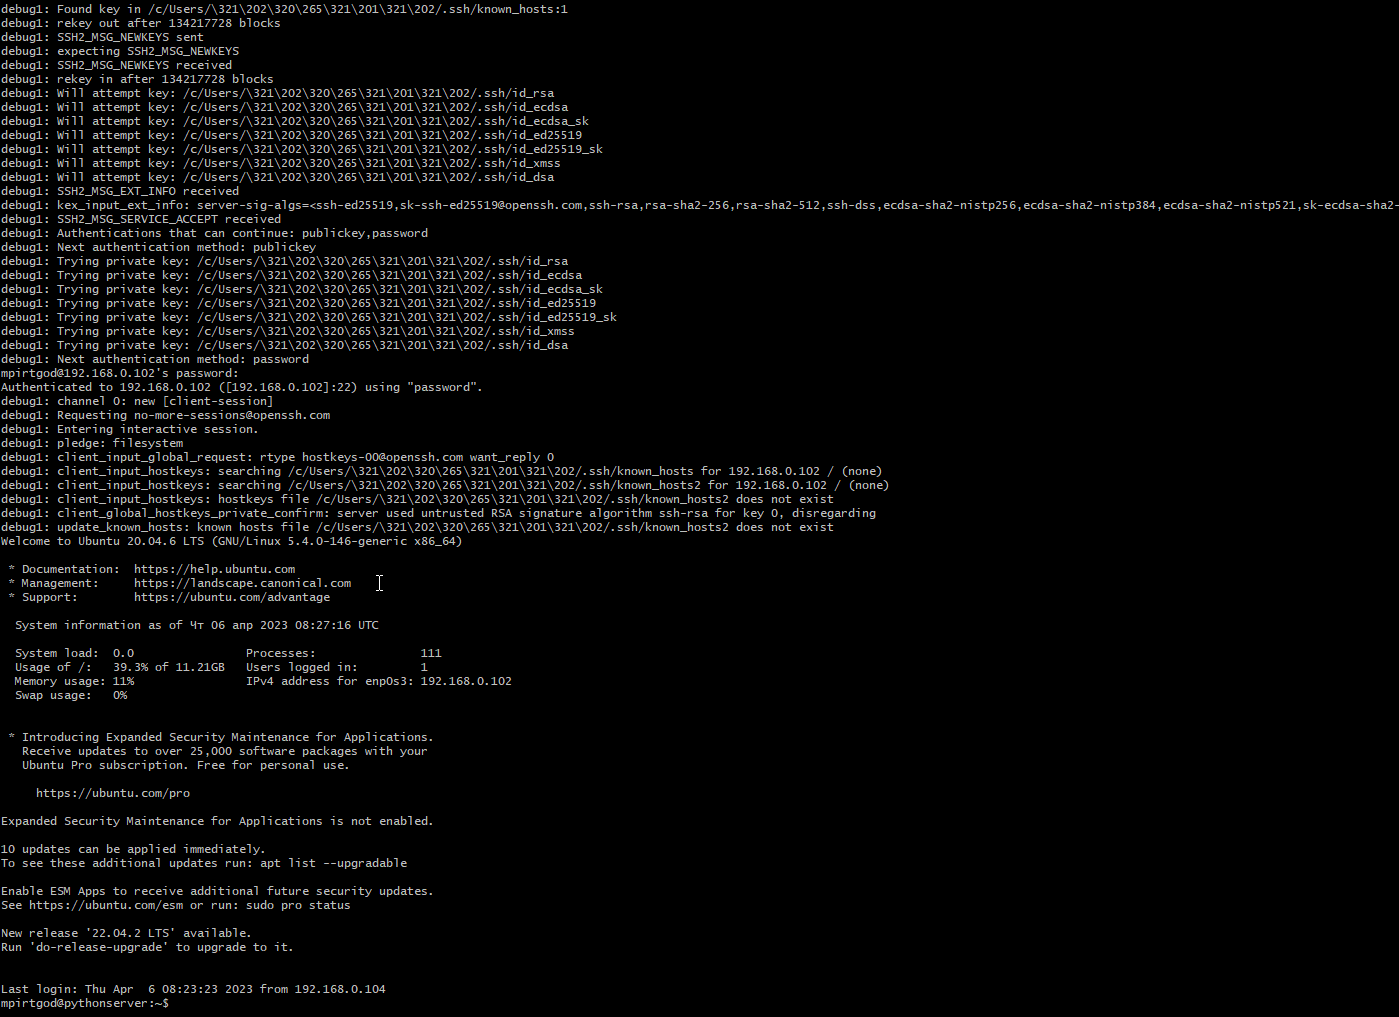 debug1: Found key in /c/Users/\321\202\320\265\321\201\321\202/.ssh/known_hosts:1
debug1: rekey out after 134217728 blocks
debug1: SSH2_MSG_NEWKEYS sent
debug1: expecting SSH2_MSG_NEWKEYS
debug1: SSH2_MSG_NEWKEYS received
debug1: rekey in after 134217728 blocks
debug1: Will attempt key: /c/Users/\321\202\320\265\321\201\321\202/.ssh/id_rsa
debug1: Will attempt key: /c/Users/\321\202\320\265\321\201\321\202/.ssh/id_ecdsa
debug1: Will attempt key: /c/Users/\321\202\320\265\321\201\321\202/.ssh/id_ecdsa_sk
debug1: Will attempt key: /c/Users/\321\202\320\265\321\201\321\202/.ssh/id_ed25519
debug1: Will attempt key: /c/Users/\321\202\320\265\321\201\321\202/.ssh/id_ed25519_sk
debug1: Will attempt key: /c/Users/\321\202\320\265\321\201\321\202/.ssh/id_xmss
debug1: Will attempt key: /c/Users/\321\202\320\265\321\201\321\202/.ssh/id_dsa
debug1: SSH2_MSG_EXT_INFO received
debug1: kex_input_ext_info: server-sig-algs=<ssh-ed25519,sk-ssh-ed25519@openssh.com,ssh-rsa,rsa-sha2-256,rsa-sha2-512,ssh-dss,ecdsa-sha2-nistp256,ecdsa-sha2-nistp384,ecdsa-sha2-nistp521,sk-ecdsa-sha2-
debug1: SSH2_MSG_SERVICE_ACCEPT received
debug1: Authentications that can continue: publickey,password
debug1: Next authentication method: publickey
debug1: Trying private key: /c/Users/\321\202\320\265\321\201\321\202/.ssh/id_rsa
debug1: Trying private key: /c/Users/\321\202\320\265\321\201\321\202/.ssh/id_ecdsa
debug1: Trying private key: /c/Users/\321\202\320\265\321\201\321\202/.ssh/id_ecdsa_sk
debug1: Trying private key: /c/Users/\321\202\320\265\321\201\321\202/.ssh/id_ed25519
debug1: Trying private key: /c/Users/\321\202\320\265\321\201\321\202/.ssh/id_ed25519_sk
debug1: Trying private key: /c/Users/\321\202\320\265\321\201\321\202/.ssh/id_xmss
debug1: Trying private key: /c/Users/\321\202\320\265\321\201\321\202/.ssh/id_dsa
debug1: Next authentication method: password
mpirtgod@192.168.0.102's password:
Authenticated to 192.168.0.102 ([192.168.0.102]:22) using "password".
debug1: channel 0: new [client-session]
debug1: Requesting no-more-sessions@openssh.com
debug1: Entering interactive session.
debug1: pledge: filesystem
debug1: client_input_global_request: rtype hostkeys-00@openssh.com want_reply 0
debug1: client_input_hostkeys: searching /c/Users/\321\202\320\265\321\201\321\202/.ssh/known_hosts for 192.168.0.102 / (none)
debug1: client_input_hostkeys: searching /c/Users/\321\202\320\265\321\201\321\202/.ssh/known_hosts2 for 192.168.0.102 / (none)
debug1: client_input_hostkeys: hostkeys file /c/Users/\321\202\320\265\321\201\321\202/.ssh/known_hosts2 does not exist
debug1: client_global_hostkeys_private_confirm: server used untrusted RSA signature algorithm ssh-rsa for key 0, disregarding
debug1: update_known_hosts: known hosts file /c/Users/\321\202\320\265\321\201\321\202/.ssh/known_hosts2 does not exist
Welcome to Ubuntu 20.04.6 LTS (GNU/Linux 5.4.0-146-generic x86_64)
* Documentation: https://help.ubuntu.com
* Management: https://landscape.canonical.com
* Support: https://ubuntu.com/advantage
System information as of Чт 06 апр 2023 08:27:16 UTC
System load: 0.0 Processes: 111
Usage of /: 39.3% of 11.21GB Users logged in: 1
Memory usage: 11% IPv4 address for enp0s3: 192.168.0.102
Swap usage: 0%
* Introducing Expanded Security Maintenance for Applications.
Receive updates to over 25,000 software packages with your
Ubuntu Pro subscription. Free for personal use.
https://ubuntu.com/pro
Expanded Security Maintenance for Applications is not enabled.
10 updates can be applied immediately.
To see these additional updates run: apt list --upgradable
Enable ESM Apps to receive additional future security updates.
See https://ubuntu.com/esm or run: sudo pro status
New release '22.04.2 LTS' available.
Run 'do-release-upgrade' to upgrade to it.
Last login: Thu Apr  6 08:23:23 2023 from 192.168.0.104
mpirtgod@pythonserver:~$